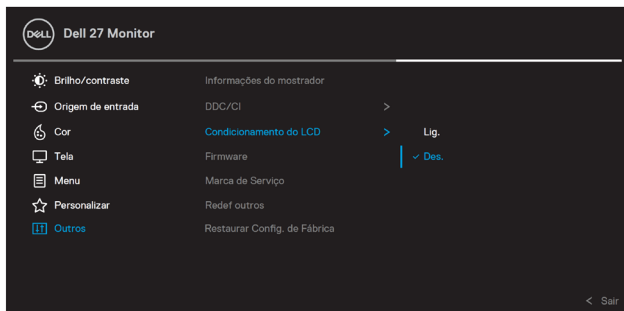 DELL Dell 27 Monitor
Brilho/contraste Informações do mostrador
Origem de entrada DDC/CI >
Cor Condicionamento do LCD > Lig.
Tela Firmware ✓ Des.
Menu Marca de Serviço
Personalizar Redef outros
Outros Restaurar Config. de Fábrica
< Sair